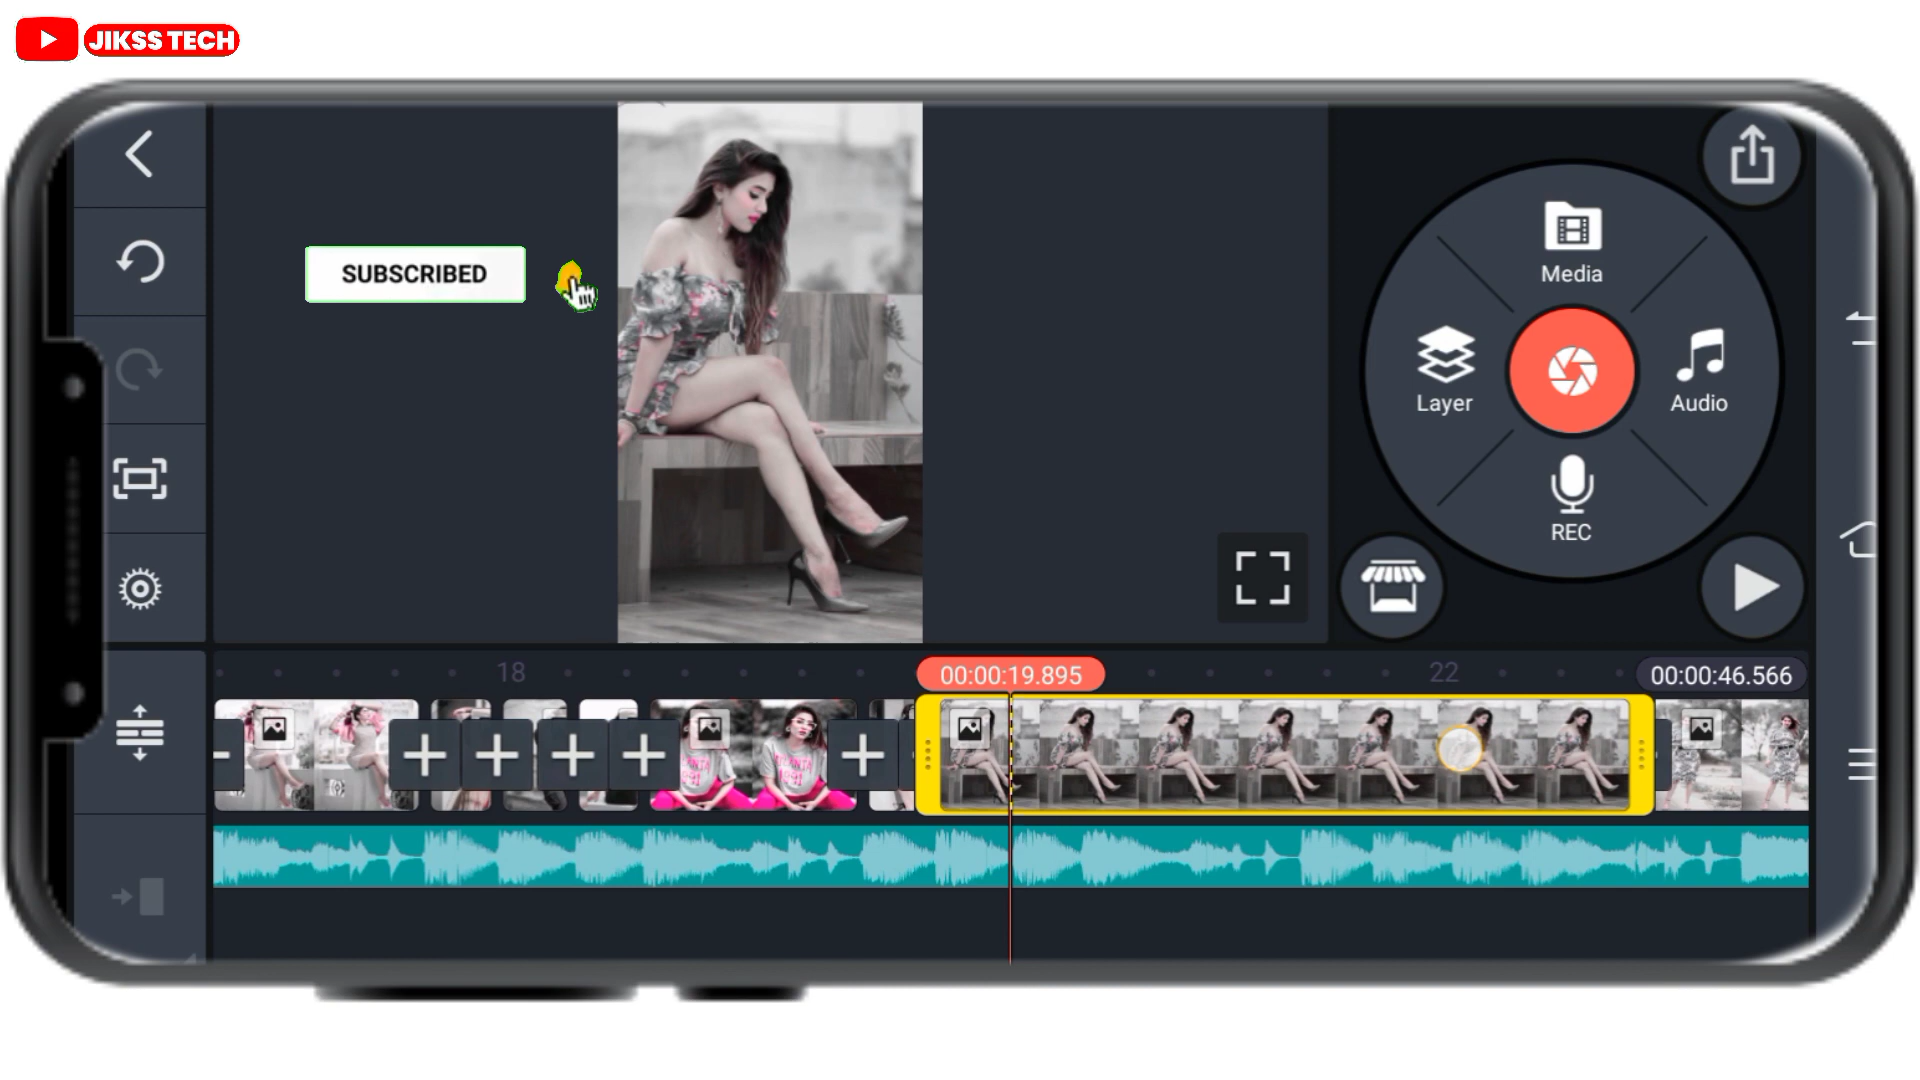 JIKSS TECH
SUBSCRIBED
Media
Layer
Audio
REC
18
00:00:19.895
22
00:00:46.566